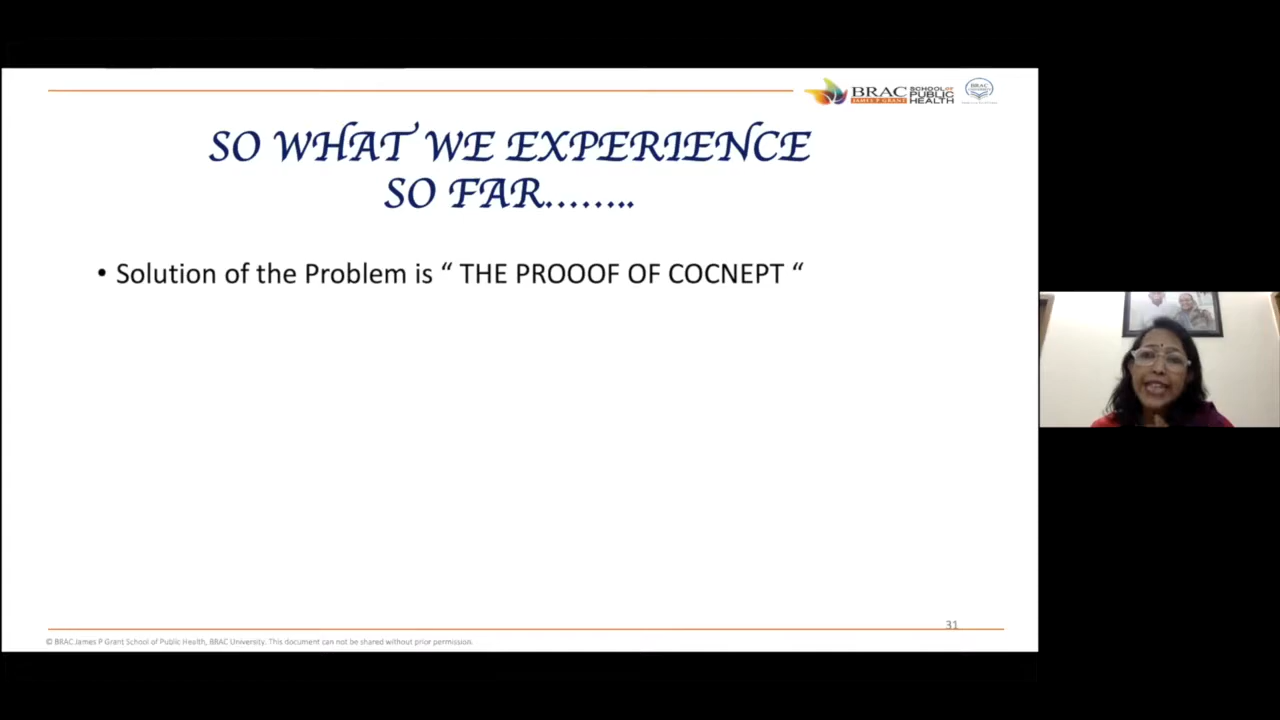 BRAC
JAMES P GRANT
SCHOOL OF
PUBLIC
HEALTH
BRAC
SO WHAT WE EXPERIENCE
SO FAR........
• Solution of the Problem is “ THE PROOOF OF COCNEPT “
31
© BRAC James P Grant School of Public Health, BRAC University. This document can not be shared without prior permission.